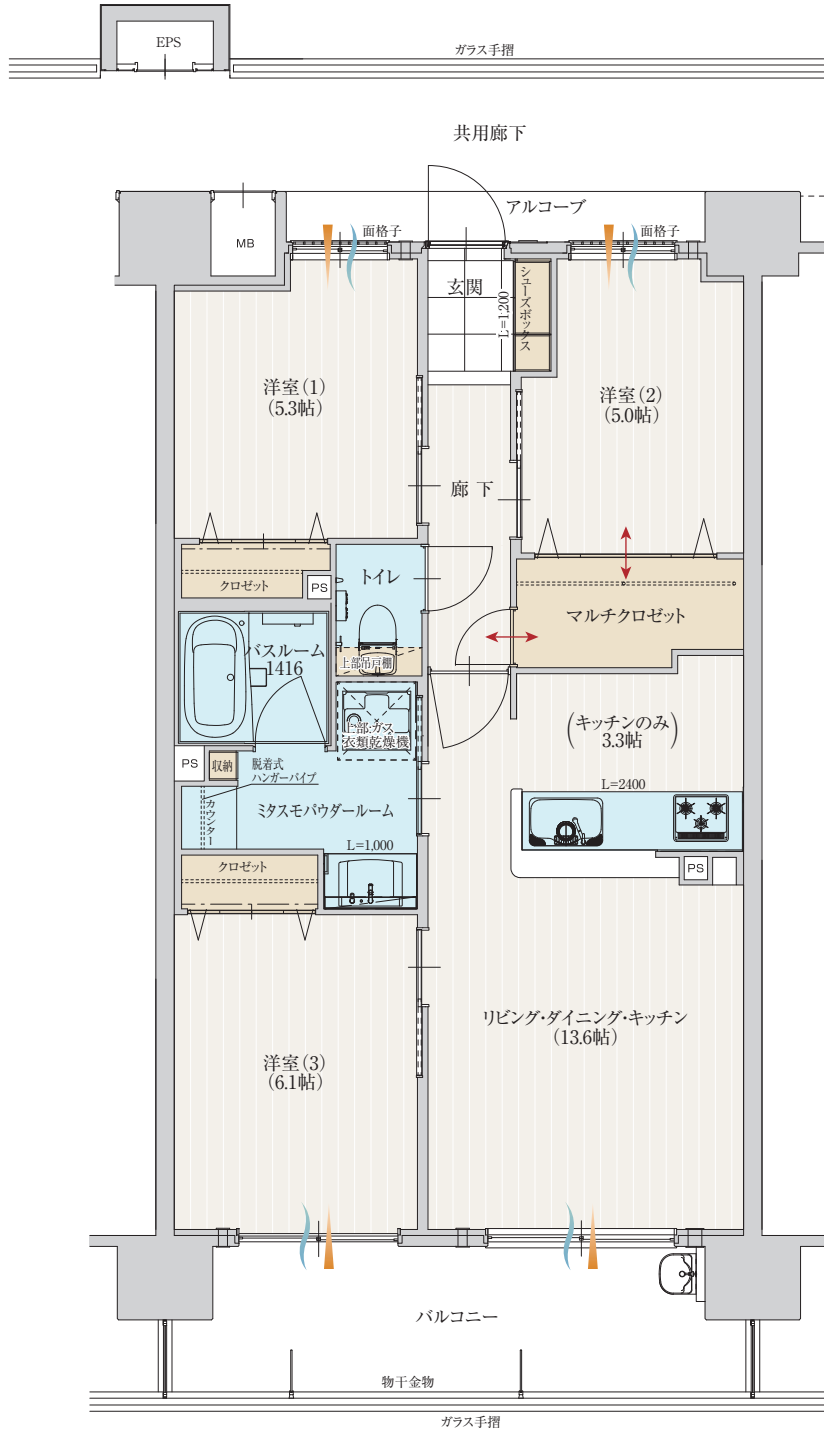 EPS
ガラス手摺
共用廊下
アルコーブ
面格子
面格子
MB
玄関
L=1,200
シューズボックス
洋室(1)
(5.3帖)
洋室(2)
(5.0帖)
廊 下
トイレ
クロゼット
PS
マルチクロゼット
バスルーム
1416
上部吊戸棚
上部:ガス
衣類乾燥機
(キッチンのみ)
3.3帖
PS
収納
脱着式
ハンガーパイプ
L=2400
カウンター
ミタスモパウダールーム
L=1,000
クロゼット
PS
リビング・ダイニング・キッチン
(13.6帖)
洋室(3)
(6.1帖)
バルコニー
物干金物
ガラス手摺